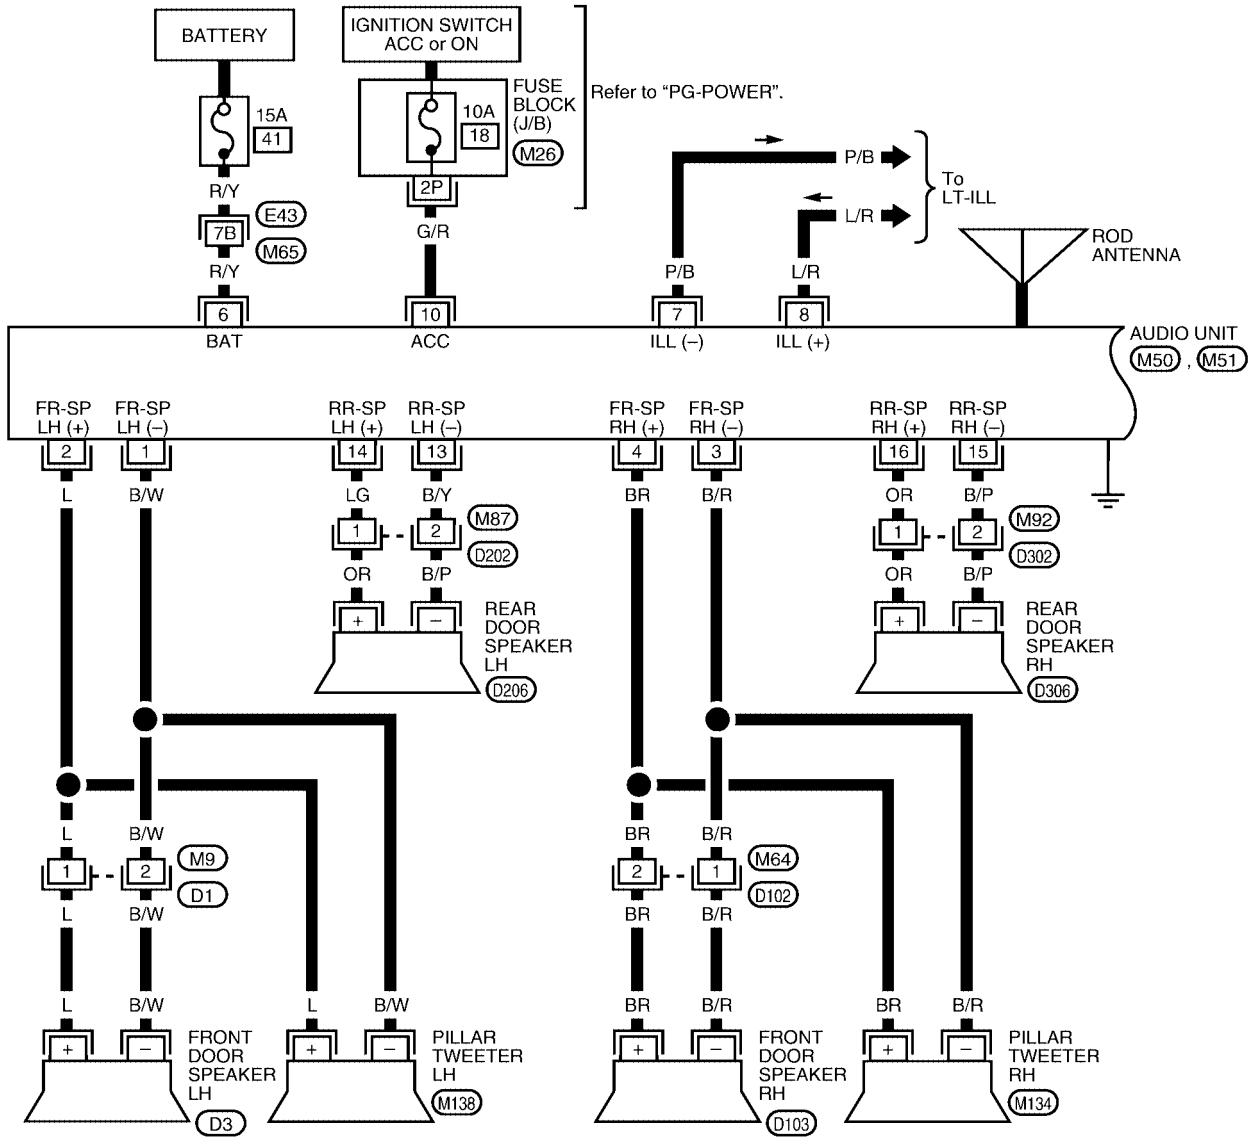 BATTERY
IGNITION SWITCH
ACC or ON
15A
41
10A
18
FUSE
BLOCK
(J/B)
M26
Refer to “PG-POWER”.
R/Y
7B
E43
M65
R/Y
2P
G/R
P/B
L/R
To
LT-ILL
P/B
L/R
ROD
ANTENNA
6
10
7
8
BAT
ACC
ILL (–)
ILL (+)
AUDIO UNIT
M50 , M51
FR-SP
LH (+)
FR-SP
LH (–)
RR-SP
LH (+)
RR-SP
LH (–)
FR-SP
RH (+)
FR-SP
RH (–)
RR-SP
RH (+)
RR-SP
RH (–)
2
1
14
13
4
3
16
15
L
B/W
LG
B/Y
BR
B/R
OR
B/P
1
2
M87
D202
1
2
M92
D302
OR
B/P
OR
B/P
+
–
REAR
DOOR
SPEAKER
LH
D206
+
–
REAR
DOOR
SPEAKER
RH
D306
L
B/W
BR
B/R
1
2
M9
D1
2
1
M64
D102
L
B/W
BR
B/R
L
B/W
L
B/W
BR
B/R
BR
B/R
+
–
FRONT
DOOR
SPEAKER
LH
D3
+
–
PILLAR
TWEETER
LH
M138
+
–
FRONT
DOOR
SPEAKER
RH
D103
+
–
PILLAR
TWEETER
RH
M134